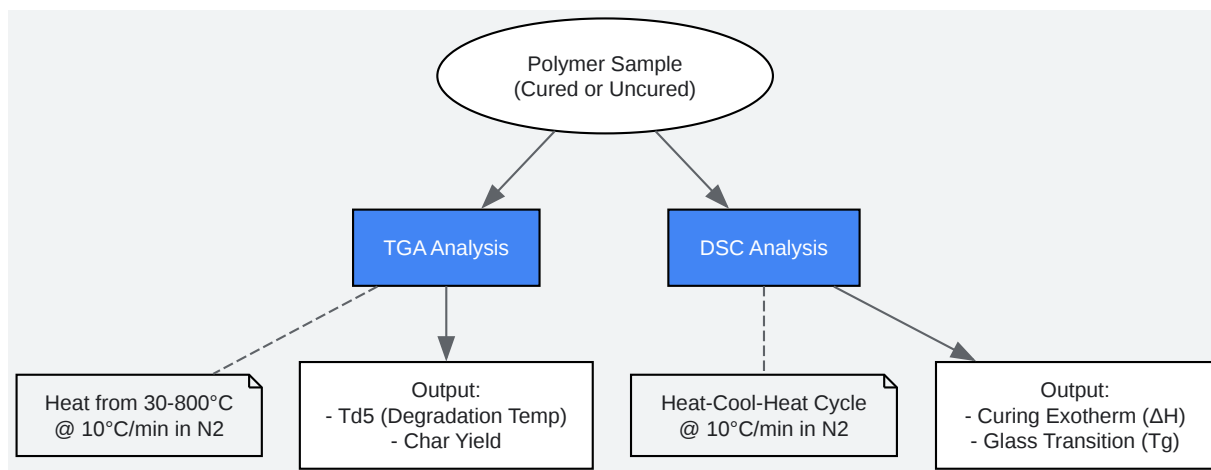 Polymer Sample
(Cured or Uncured)
TGA Analysis
DSC Analysis
Heat from 30-800°C
@ 10°C/min in N2
Output:
- Td5 (Degradation Temp)
- Char Yield
Heat-Cool-Heat Cycle
@ 10°C/min in N2
Output:
- Curing Exotherm (ΔH)
- Glass Transition (Tg)